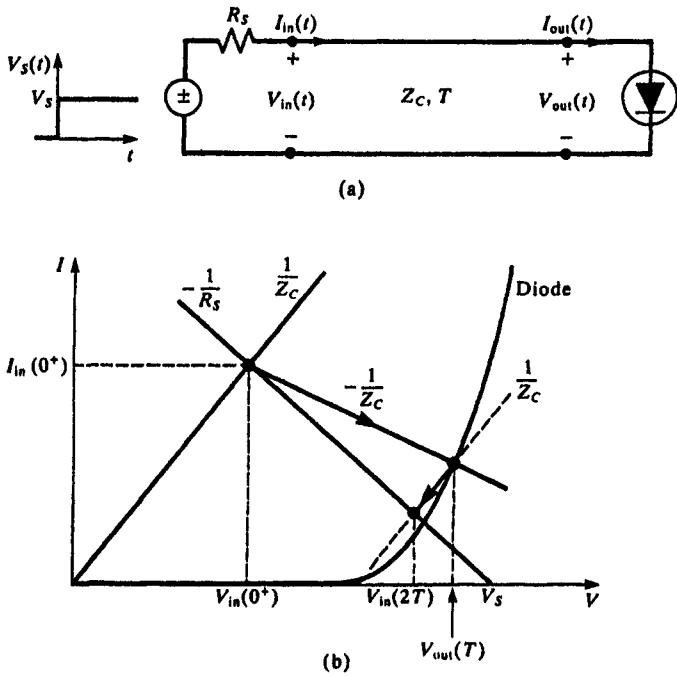 R_S I_in(t) I_out(t)
V_S(t)
V_S
+ +
± V_in(t) Z_C, T V_out(t)
t
− −
(a)
I
−1/R_S 1/Z_C
Diode
I_in(0⁺)
−1/Z_C 1/Z_C
V_in(0⁺) V_in(2T) V_S V
V_out(T)
(b)